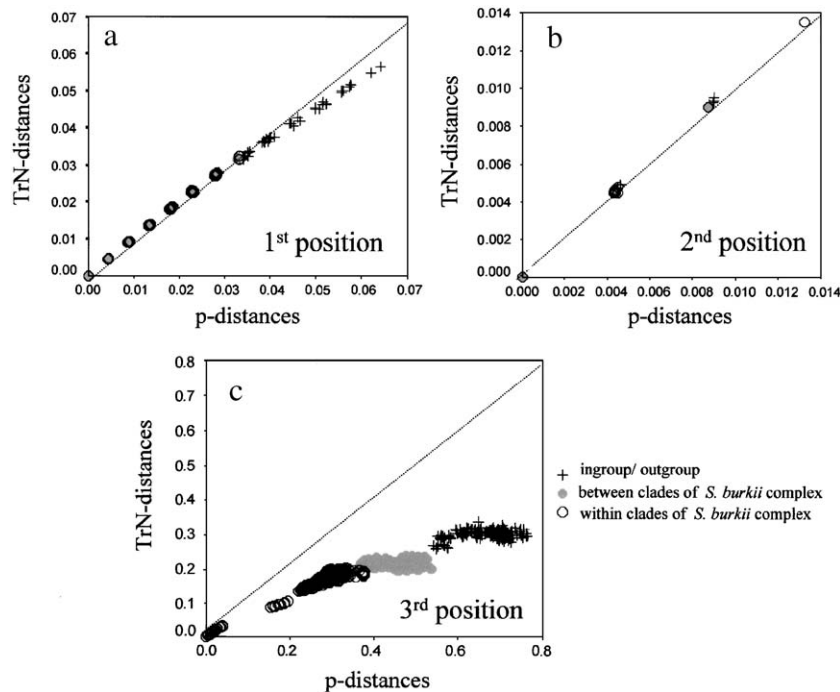 a
TrN-distances
0.07
0.06
0.05
0.04
0.03
0.02
0.01
0.00
0.00 0.01 0.02 0.03 0.04 0.05 0.06 0.07
1st position
p-distances
b
TrN-distances
0.014
0.012
0.010
0.008
0.006
0.004
0.002
0.000
0.000 0.002 0.004 0.006 0.008 0.010 0.012 0.014
2nd position
p-distances
c
TrN-distances
0.8
0.7
0.6
0.5
0.4
0.3
0.2
0.1
0.0
0.0 0.2 0.4 0.6 0.8
3rd position
p-distances
ingroup/ outgroup
between clades of S. burkii complex
within clades of S. burkii complex